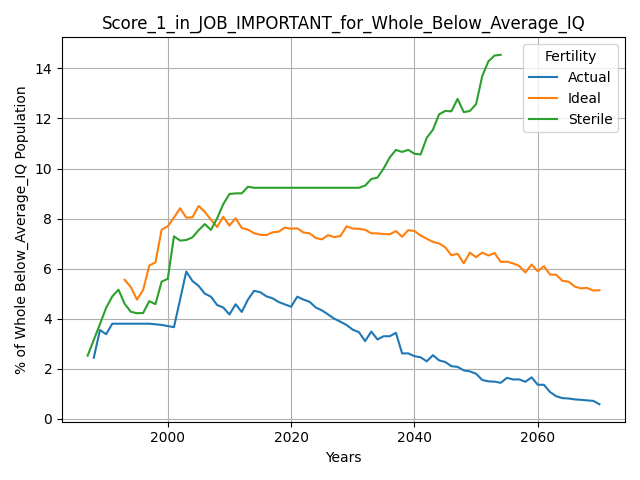 Score_1_in_JOB_IMPORTANT_for_Whole_Below_Average_IQ
% of Whole Below_Average_IQ Population
14
12
10
8
6
4
2
0
Fertility
Actual
Ideal
Sterile
2000 2020 2040 2060
Years